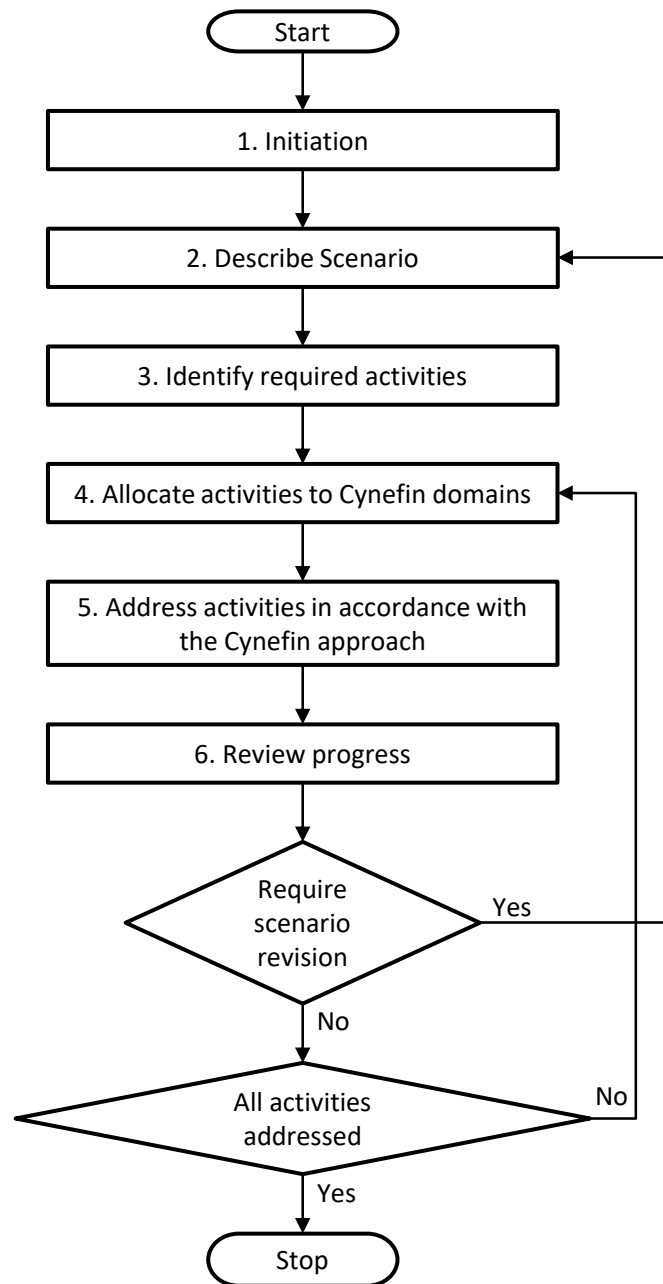 Start
1. Initiation
2. Describe Scenario
3. Identify required activities
4. Allocate activities to Cynefin domains
5. Address activities in accordance with
the Cynefin approach
6. Review progress
Require
scenario
revision
Yes
No
All activities
addressed
No
Yes
Stop